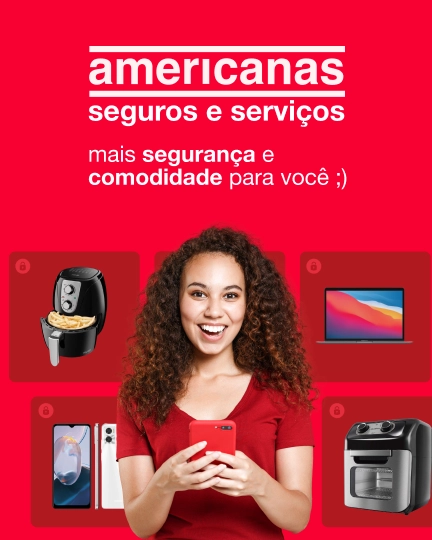 americanas
seguros e serviços
mais segurança e
comodidade para você ;)